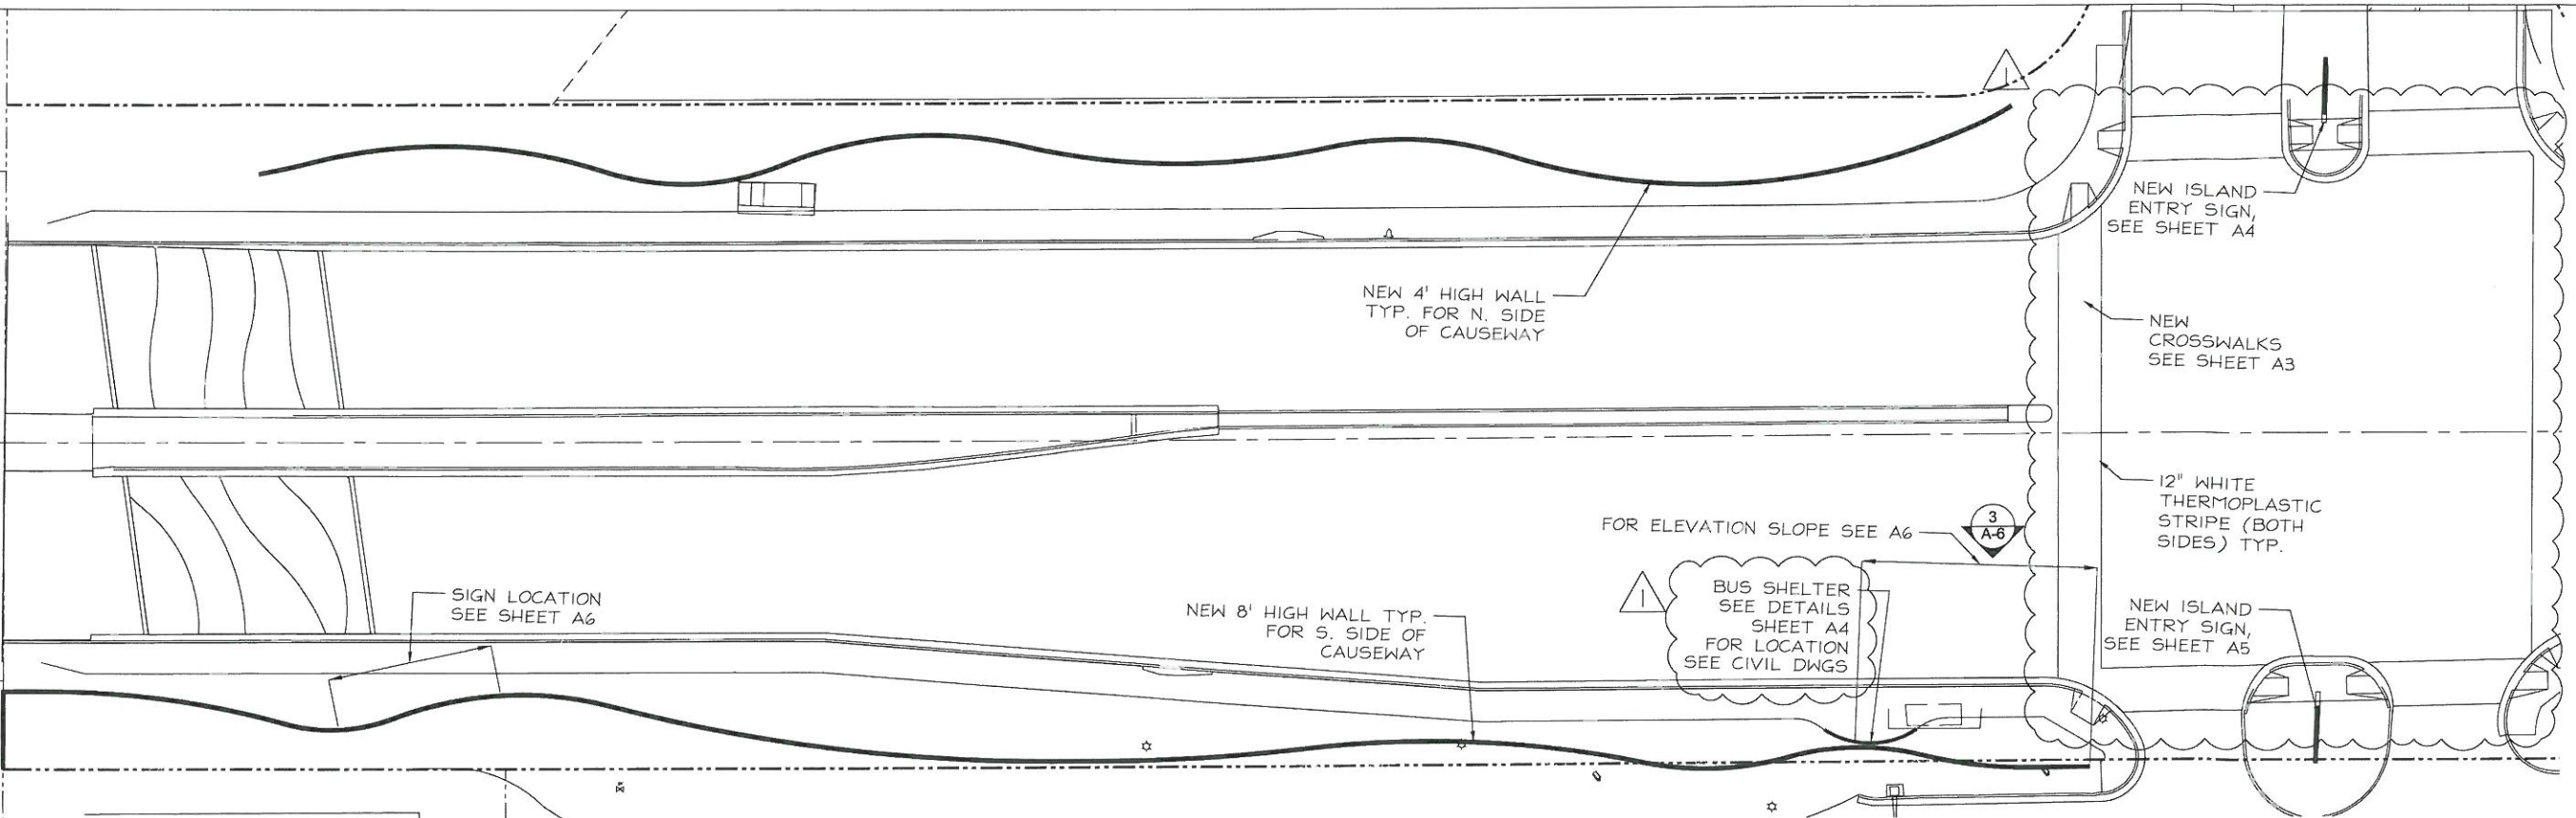 1
NEW ISLAND
ENTRY SIGN,
SEE SHEET A4
NEW 4' HIGH WALL
TYP. FOR N. SIDE
OF CAUSEWAY
NEW
CROSSWALKS
SEE SHEET A3
12" WHITE
THERMOPLASTIC
STRIPE (BOTH
SIDES) TYP.
FOR ELEVATION SLOPE SEE A6
3
A-6
SIGN LOCATION
SEE SHEET A6
NEW 8' HIGH WALL TYP.
FOR S. SIDE OF
CAUSEWAY
1
BUS SHELTER
SEE DETAILS
SHEET A4
FOR LOCATION
SEE CIVIL DWGS
NEW ISLAND
ENTRY SIGN,
SEE SHEET A5